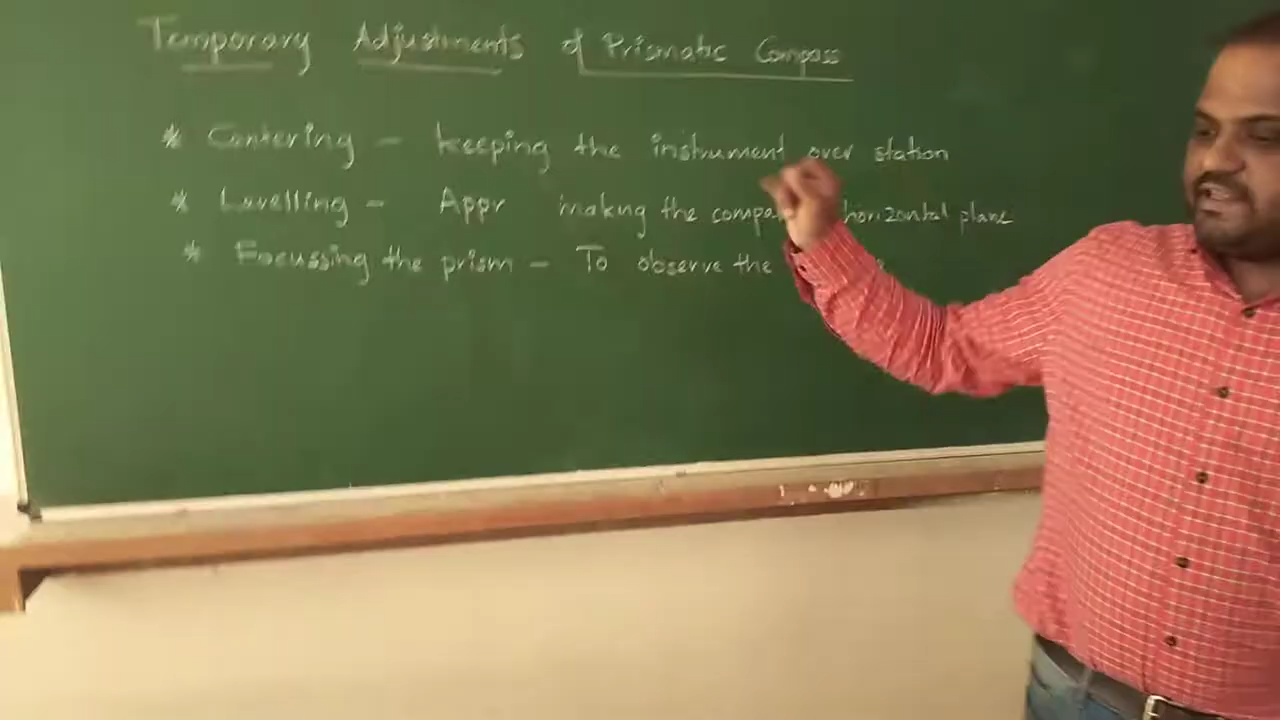 Temporary Adjustments of Prismatic Compass
* Centering - keeping the instrument over station
* Levelling - Appr making the compa horizontal plane
* Focussing the prism - To observe the